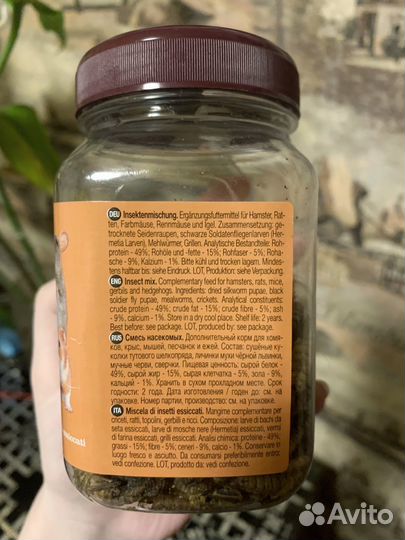 DEU Insektenmischung. Ergänzungsfuttermittel für Hamster, Rat-
ten, Farbmäuse, Rennmäuse und Igel. Zusammensetzung: ge-
trocknete Seidenraupen, schwarze Soldatenfliegenlarven (Her-
metia Larven), Mehlwürmer, Grillen. Analytische Bestandteile: Roh-
protein - 49%; Rohöle und -fette - 15%; Rohfaser - 5%; Roh-
asche - 9%, Kalzium - 1%. Bitte kühl und trocken lagern. Mindes-
tens haltbar bis: siehe Eindruck. LOT, Produktion: siehe Verpackung.
ENG Insect mix. Complementary feed for hamsters, rats, mice,
gerbils and hedgehogs. Ingredients: dried silkworm pupae, black
soldier fly pupae, mealworms, crickets. Analytical constituents:
crude protein - 49%; crude fat - 15%; crude fibre - 5%; ash
- 9%, calcium - 1%. Store in a dry cool place. Shelf life: 2 years.
Best before: see package. LOT, produced by: see package.
RUS Смесь насекомых. Дополнительный корм для хомя-
ков, крыс, мышей, песчанок и ежей. Состав: сушёные ку-
колки тутового шелкопряда, личинки мухи чёрной львинки,
мучные черви, сверчки. Пищевая ценность: сырой белок -
49%, сырой жир - 15%, сырая клетчатка - 5%, зола - 9%,
кальций - 1%. Хранить в сухом прохладном месте. Срок
годности: 2 года. Дата изготовления / годен до: см. на
упаковке. Номер партии, произведено: см. на упаковке.
ITA Miscela di insetti essiccati. Mangime complementare per
criceti, ratti, topolini, gerbilli e ricci. Composizione: larve di bachi da
seta essiccati, larve di mosche nere (Hermetia) essiccati, vermi
di farina essiccati, grilli essiccati. Analisi chimica: proteine - 49%,
grassi - 15%, fibre - 5%; ceneri - 9%, calcio - 1%. Conservare in
luogo fresco e asciutto. Da consumarsi preferibilmente entro:
vedi confezione. LOT, prodotto da: vedi confezione.
essiccati
Avito